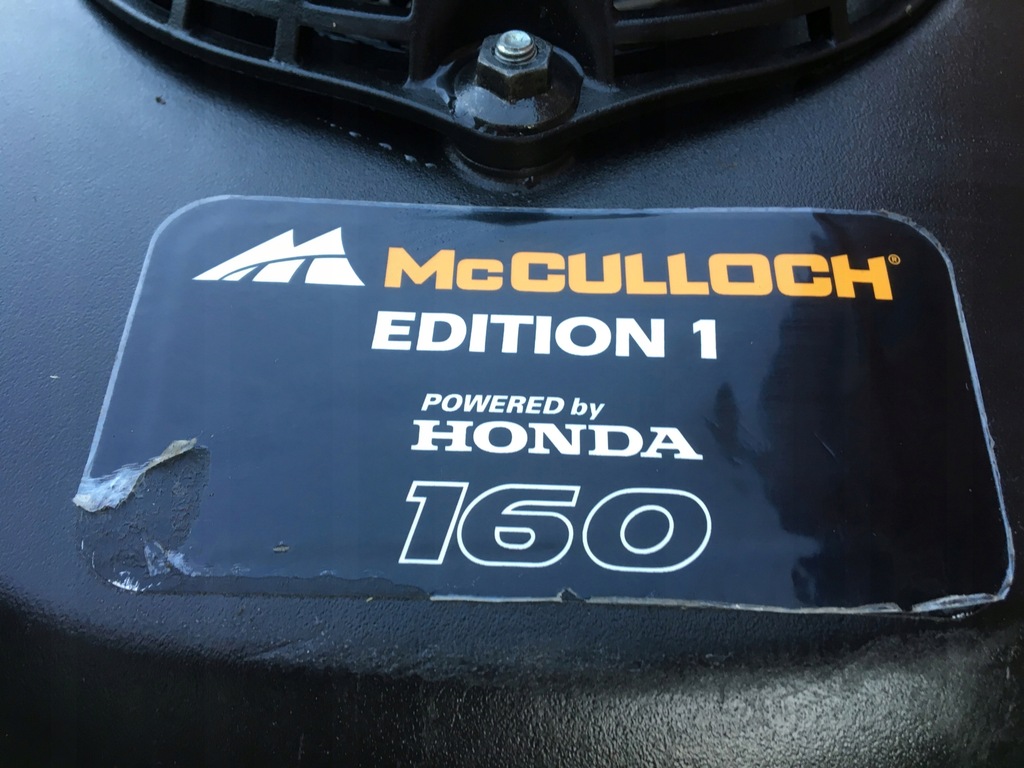 McCULLOCH®
EDITION 1
POWERED by
HONDA
160